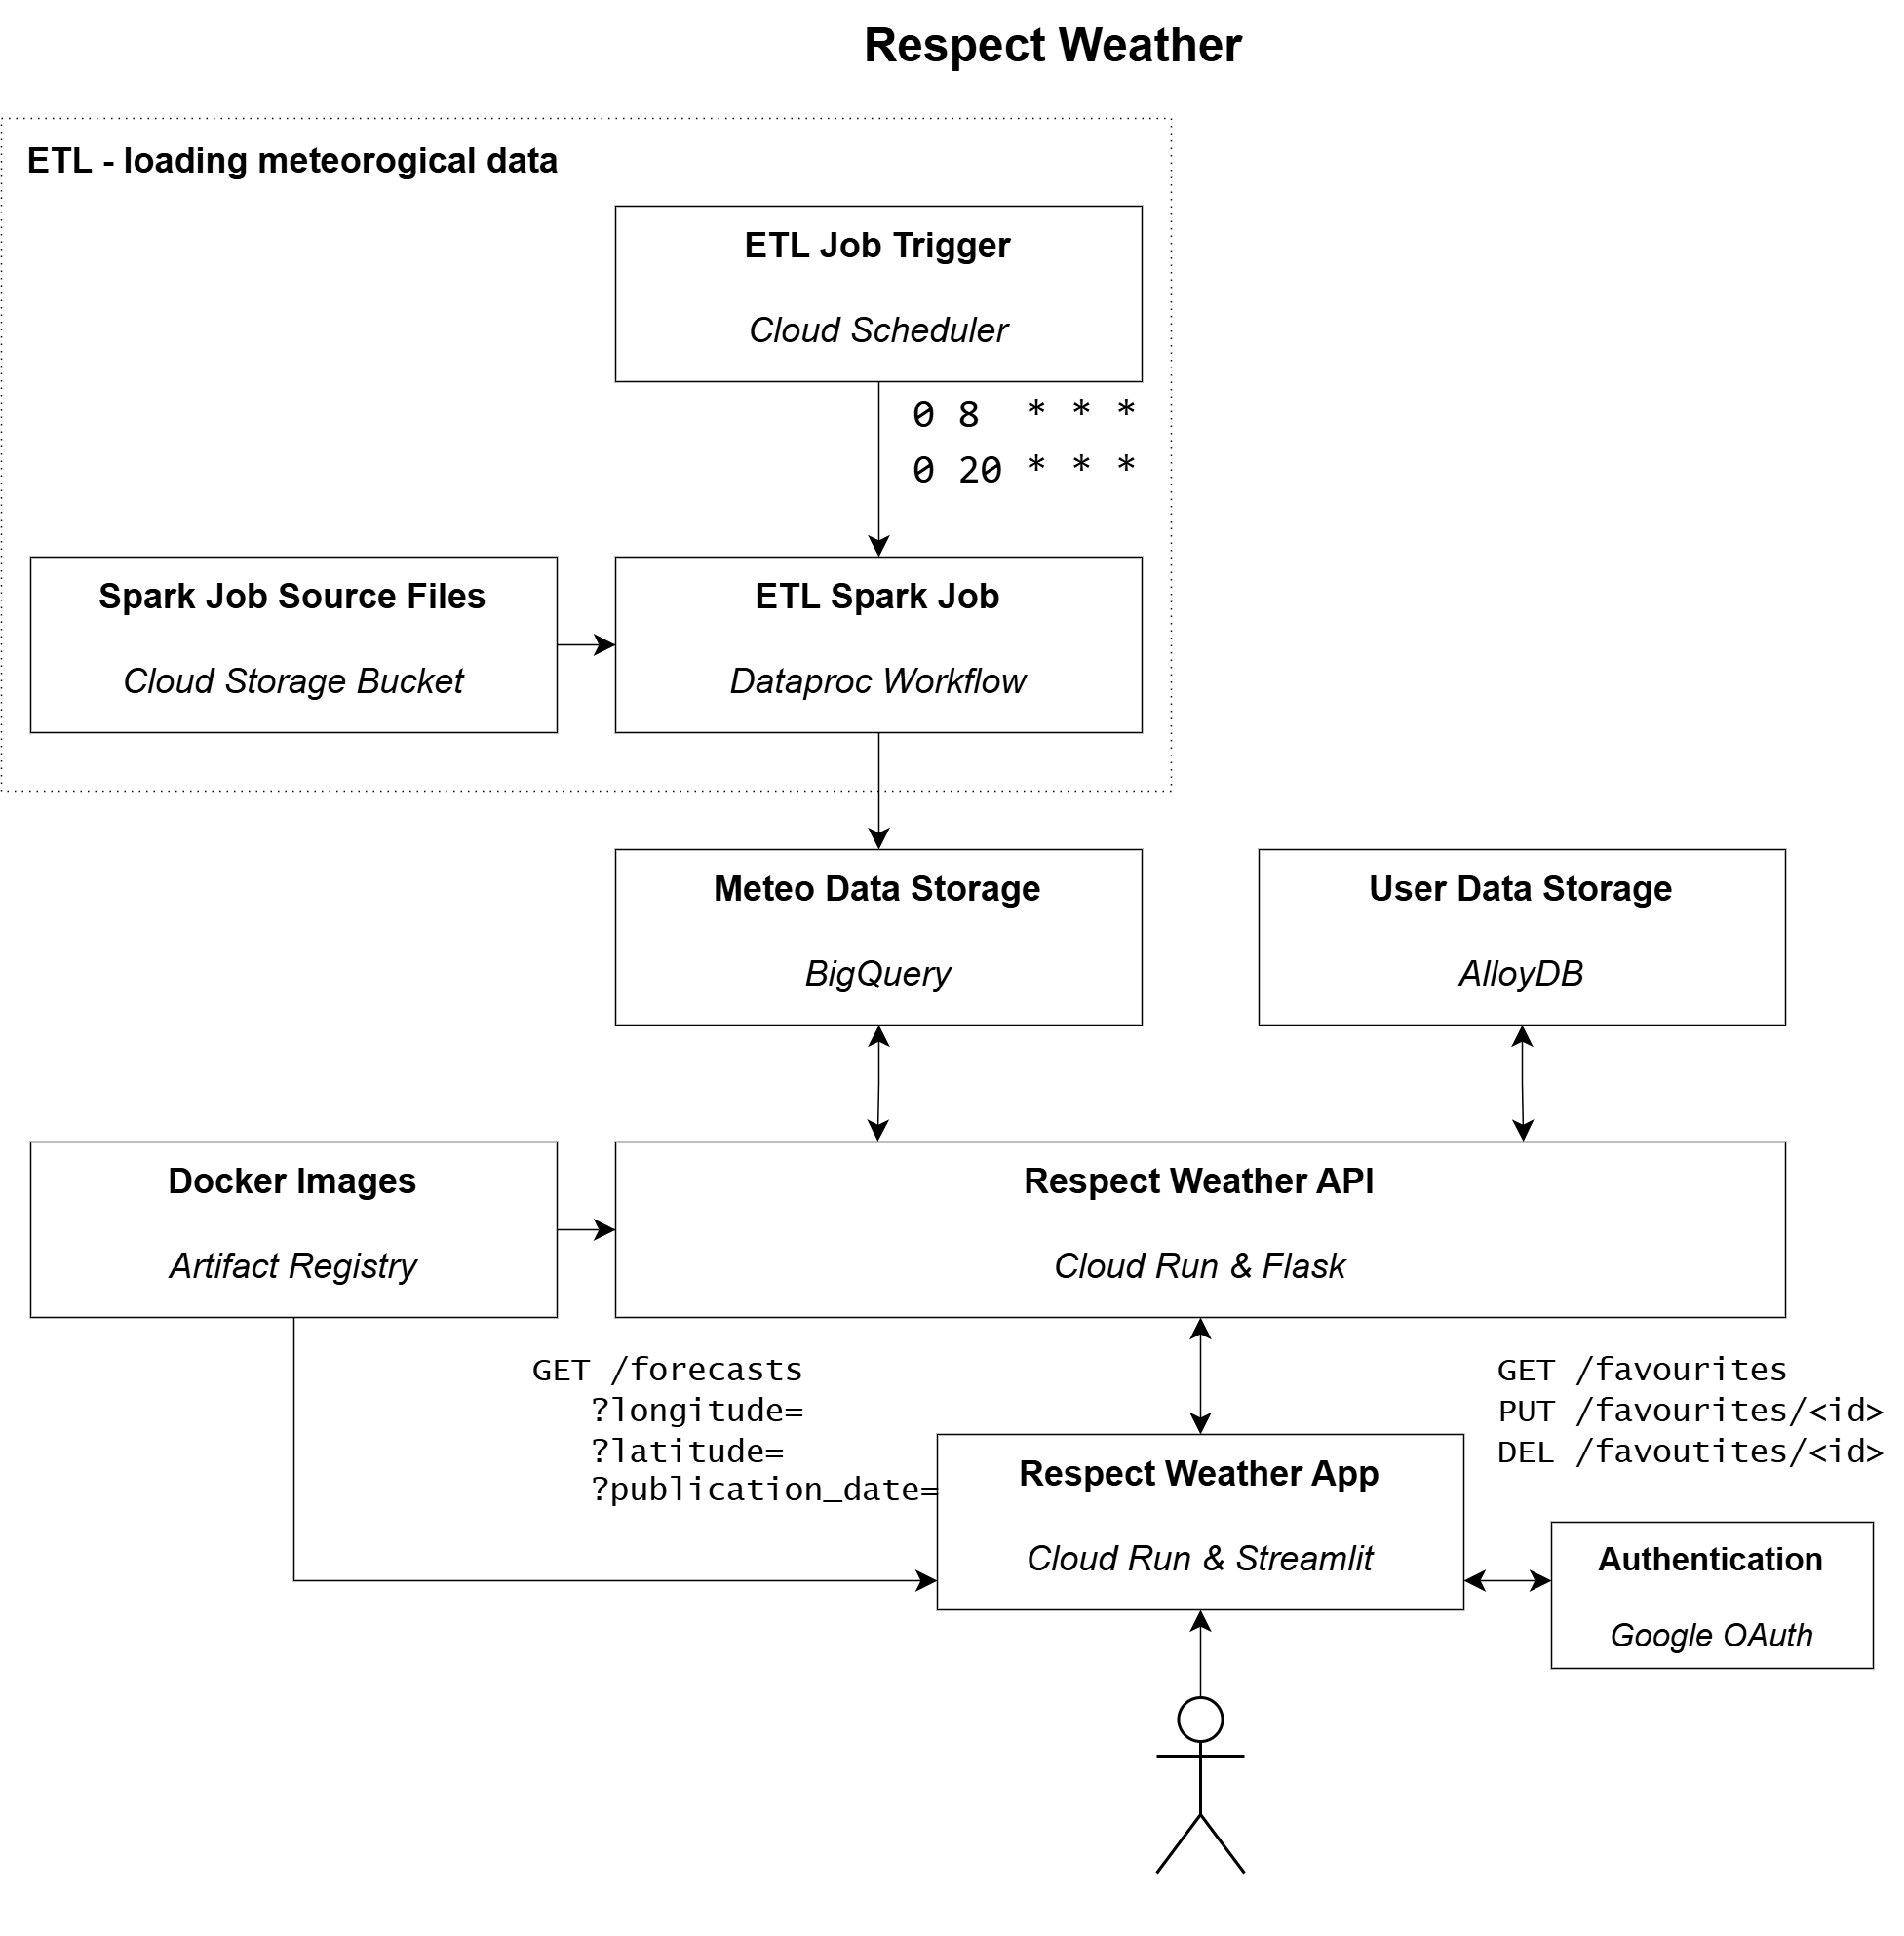 Respect Weather
ETL - loading meteorogical data
ETL Job Trigger
Cloud Scheduler
0 8  * * *
0 20 * * *
Spark Job Source Files
Cloud Storage Bucket
ETL Spark Job
Dataproc Workflow
Meteo Data Storage
BigQuery
User Data Storage
AlloyDB
Docker Images
Artifact Registry
Respect Weather API
Cloud Run & Flask
GET /forecasts
?longitude=
?latitude=
?publication_date=
GET /favourites
PUT /favourites/<id>
DEL /favoutites/<id>
Respect Weather App
Cloud Run & Streamlit
Authentication
Google OAuth